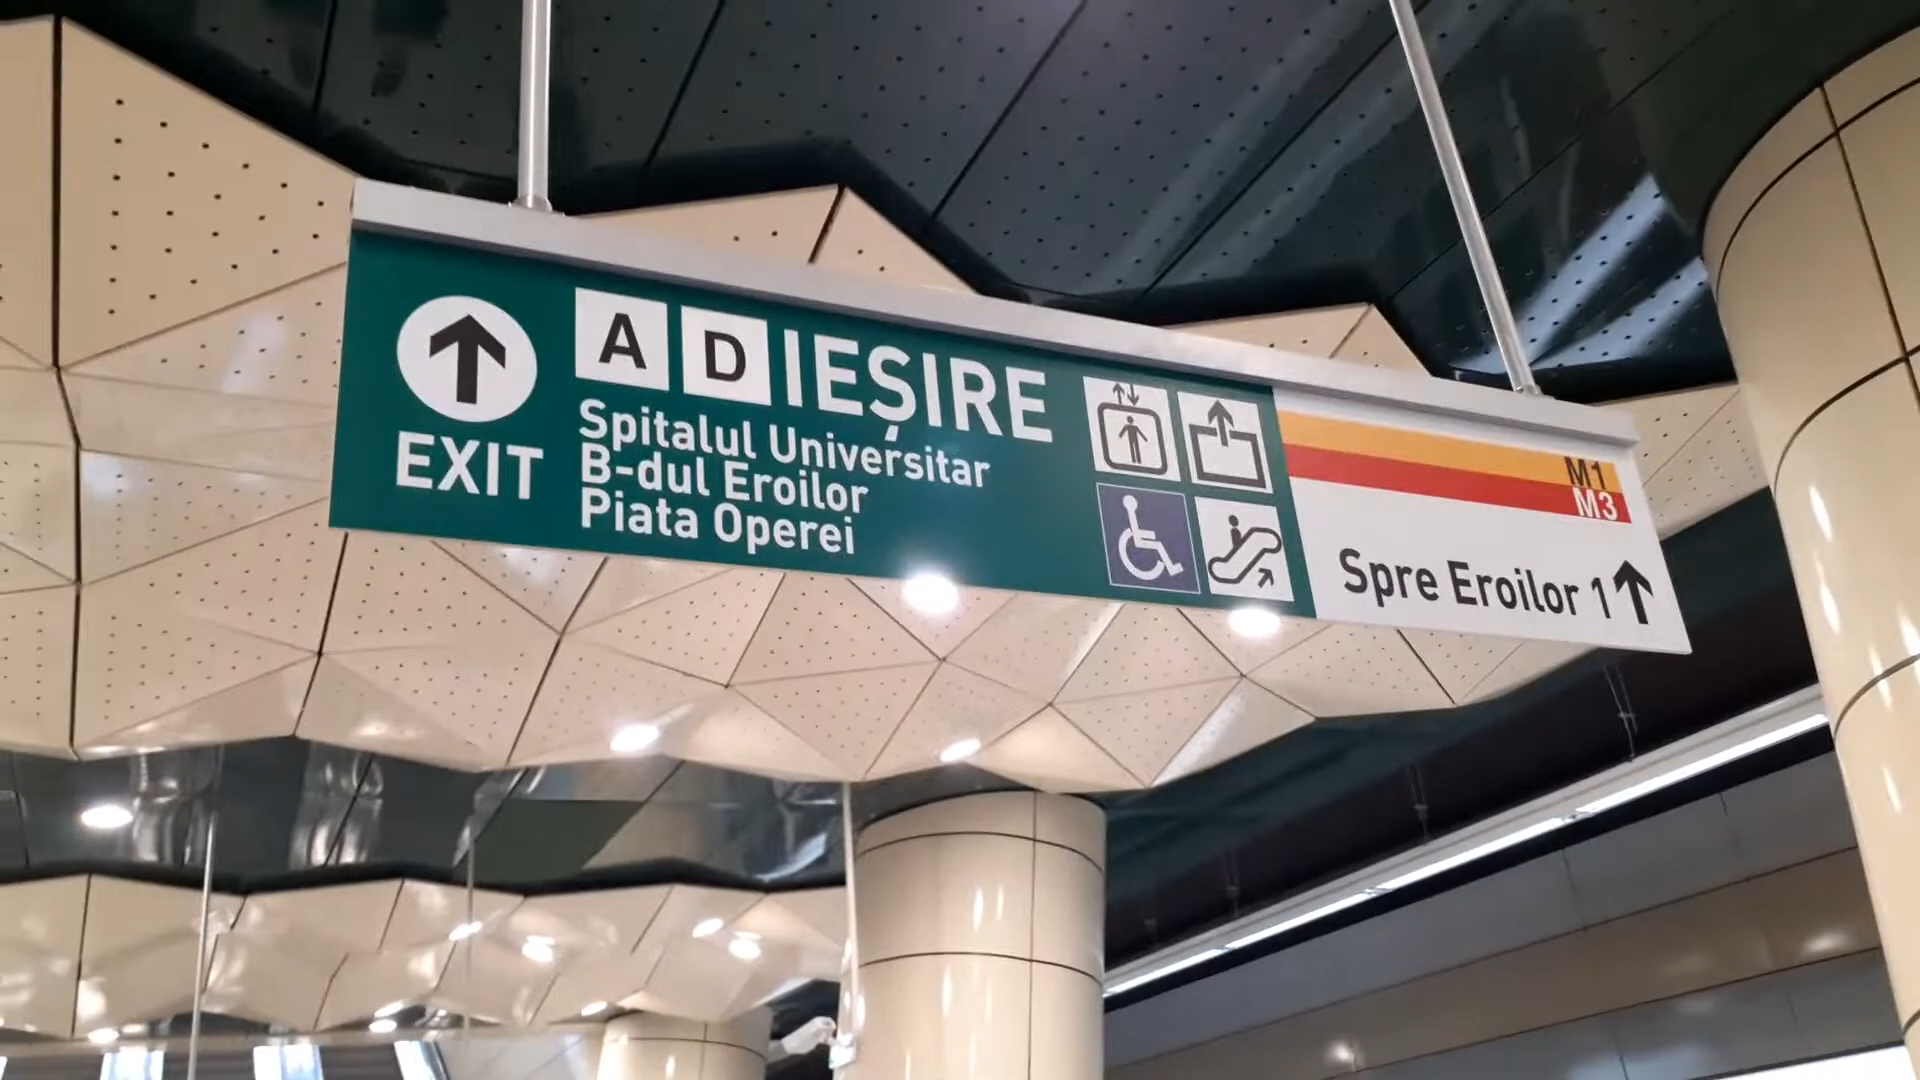 EXIT
A D IEȘIRE
Spitalul Universitar
B-dul Eroilor
Piata Operei
M1
M3
Spre Eroilor 1